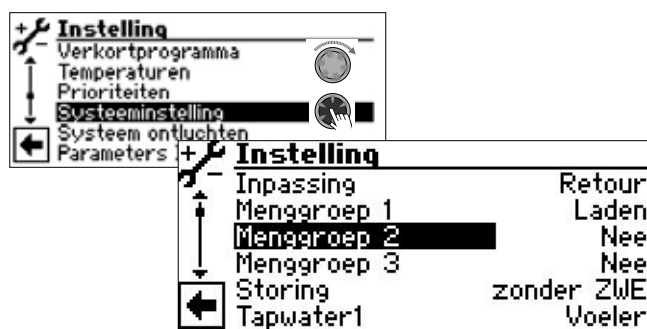 Instelling
Verkortprogramma
Temperaturen
Prioriteiten
Systeeminstelling
Systeem ontluchten
Parameters
Instelling
Inpassing Retour
Menggroep 1 Laden
Menggroep 2 Nee
Menggroep 3 Nee
Storing zonder ZWE
Tapwater1 Voeler